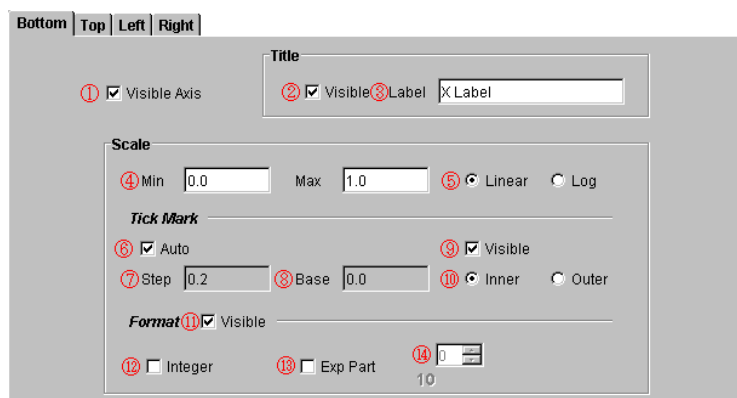 Bottom Top Left Right
Title
① Visible Axis ② Visible ③ Label X Label
Scale
④ Min 0.0 Max 1.0 ⑤ Linear Log
Tick Mark
⑥ Auto ⑨ Visible
⑦ Step 0.2 ⑧ Base 0.0 ⑩ Inner Outer
Format ⑪ Visible
⑫ Integer ⑬ Exp Part ⑭ 0
10